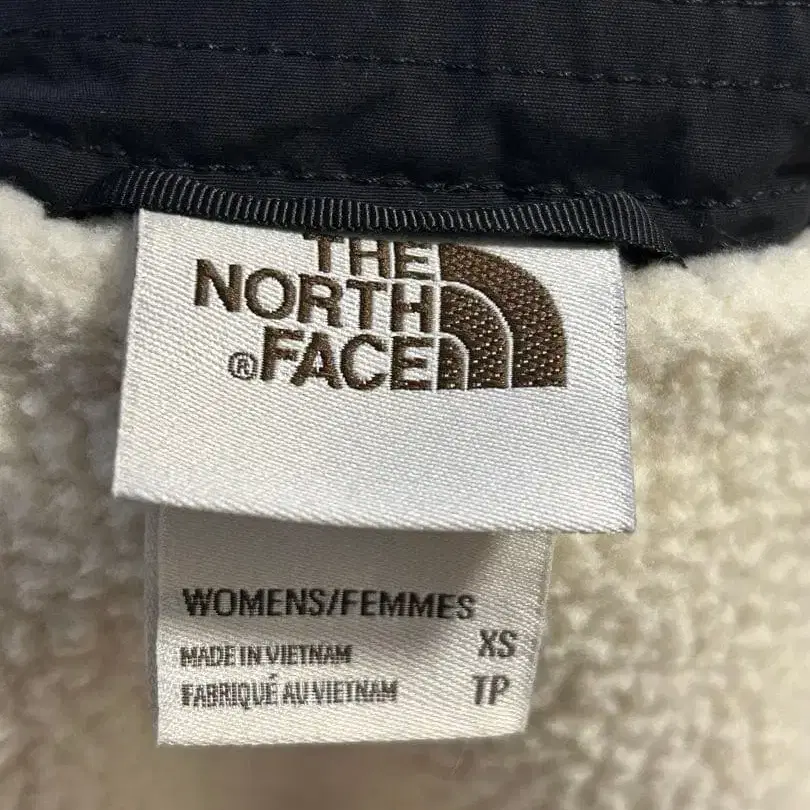 THE
NORTH
®FACE
WOMENS/FEMMES
XS
MADE IN VIETNAM
FABRIQUÉ AU VIETNAM
TP